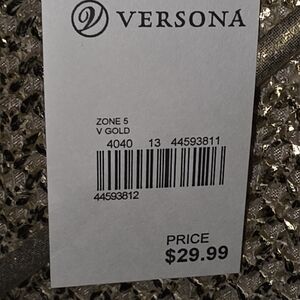 VERSONA
ZONE 5
V GOLD
4040 13 44593811
44593812
PRICE
$29.99